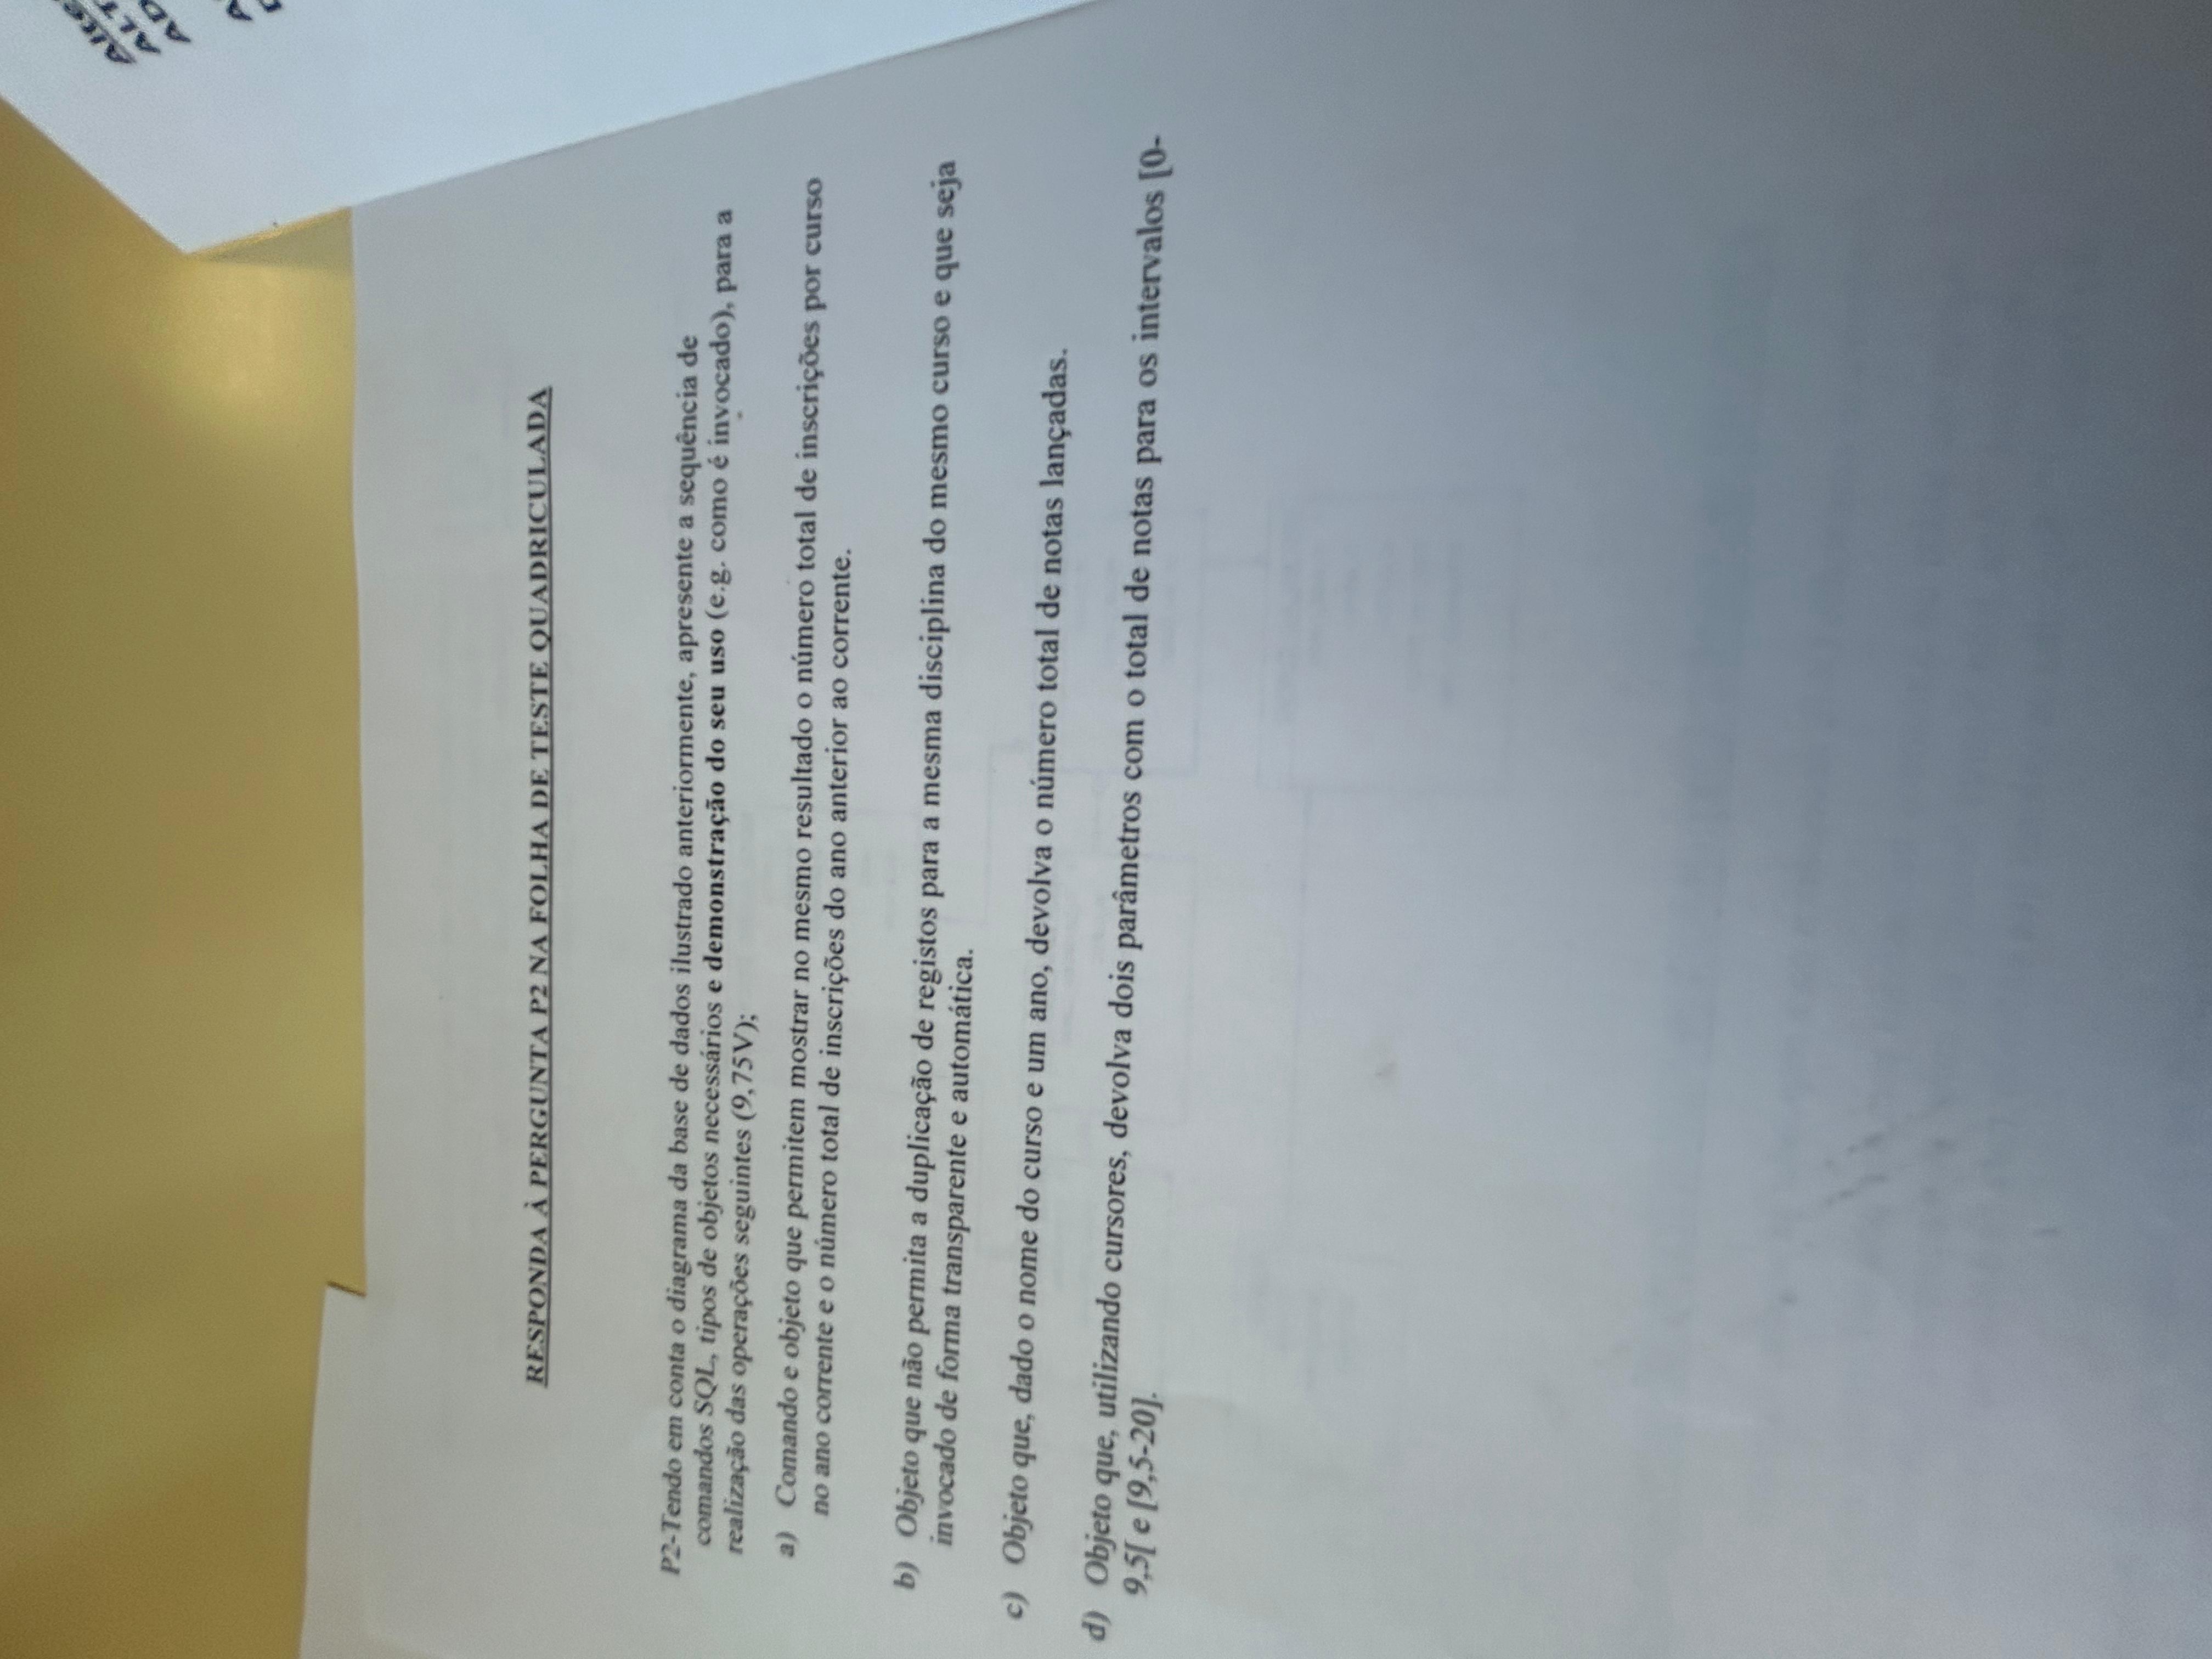 Alte
ALT
AD
RESPONDA À PERGUNTA P2 NA FOLHA DE TESTE QUADRICULADA
P2-Tendo em conta o diagrama da base de dados ilustrado anteriormente, apresente a sequência de
comandos SQL, tipos de objetos necessários e demonstração do seu uso (e.g. como é invocado), para a
realização das operações seguintes (9,75V);
a) Comando e objeto que permitem mostrar no mesmo resultado o número total de inscrições por curso
no ano corrente e o número total de inscrições do ano anterior ao corrente.
b) Objeto que não permita a duplicação de registos para a mesma disciplina do mesmo curso e que seja
invocado de forma transparente e automática.
c) Objeto que, dado o nome do curso e um ano, devolva o número total de notas lançadas.
d) Objeto que, utilizando cursores, devolva dois parâmetros com o total de notas para os intervalos [0-
9,5[ e [9,5-20].